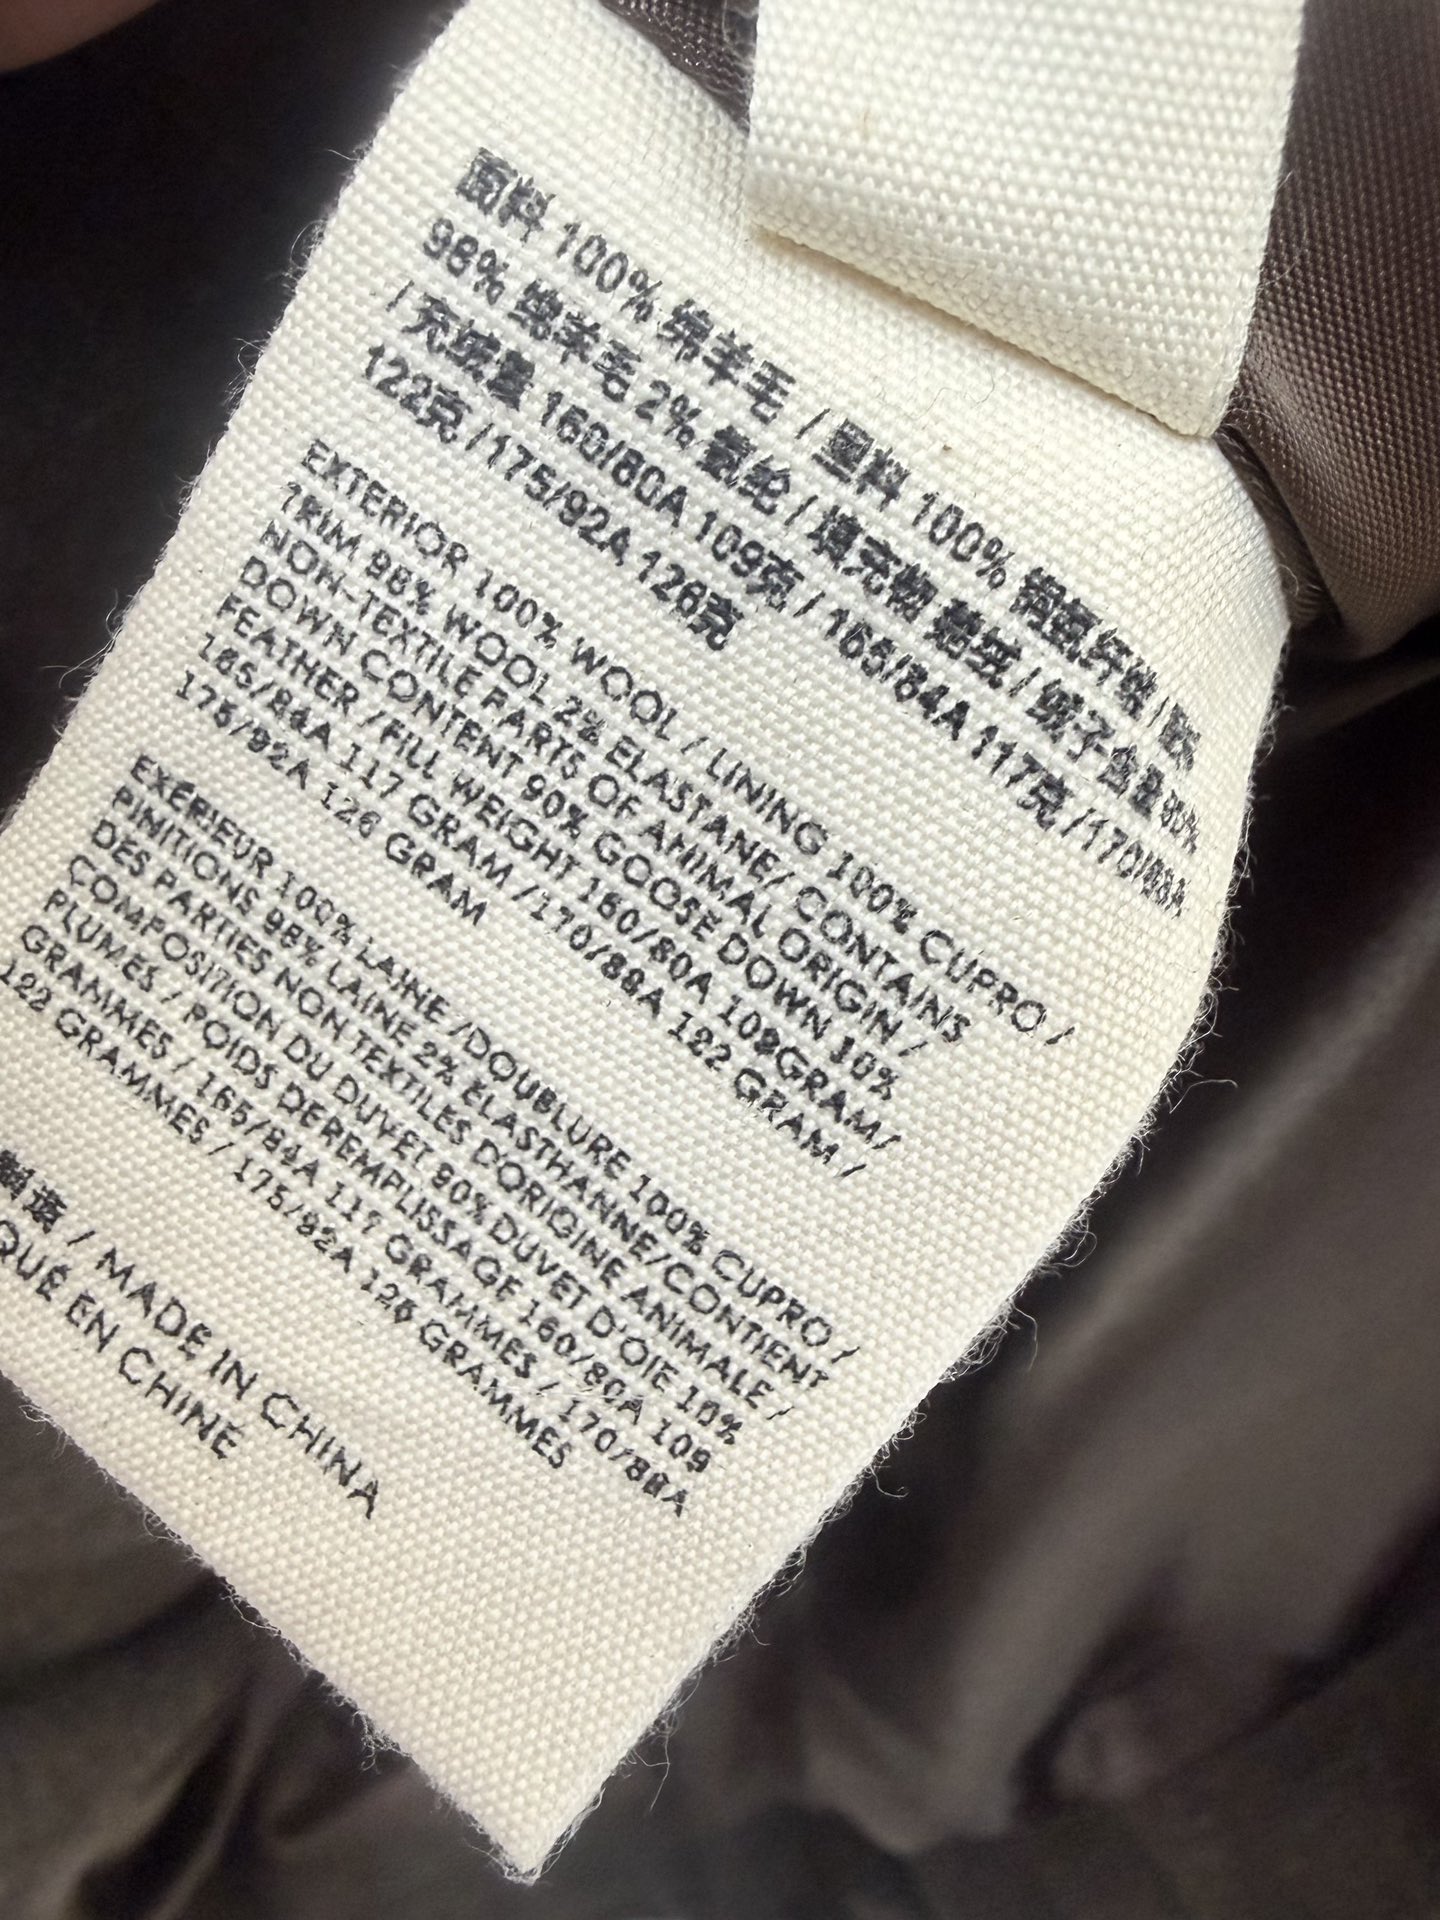 面料 100% 绵羊毛 / 里料 100% 铜氨纤维 / 配
98% 绵羊毛 2% 氨纶 / 填充物 鹅绒 / 绒子含量 85%
/ 充绒量 160/80A 109克 / 165/84A 117克 / 170/88A
122克 / 175/92A 126克
EXTERIOR 100% WOOL / LINING 100% CUPRO /
TRIM 98% WOOL 2% ELASTANE/ CONTAINS
NON-TEXTILE PARTS OF ANIMAL ORIGIN /
DOWN CONTENT 90% GOOSE DOWN 10%
FEATHER /FILL WEIGHT 160/80A 109GRAM/
165/84A 117 GRAM /170/88A 122 GRAM /
175/92A 126 GRAM
EXÉRIEUR 100% LAINE /DOUBLURE 100% CUPRO /
PINITIONS 98% LAINE 2% ÉLASTHANNE/CONTIENT
DES PARTIES NON TEXTILES D'ORIGINE ANIMALE /
COMPOSITION DU DUVET 90% DUVET D'OIE 10%
PLUMES / POIDS DEREMPLISSAGE 160/80A 109
GRAMMES / 165/84A 117 GRAMMES / 170/88A
122 GRAMMES / 175/92A 126 GRAMMES
制造 / MADE IN CHINA
QUÉ EN CHINE